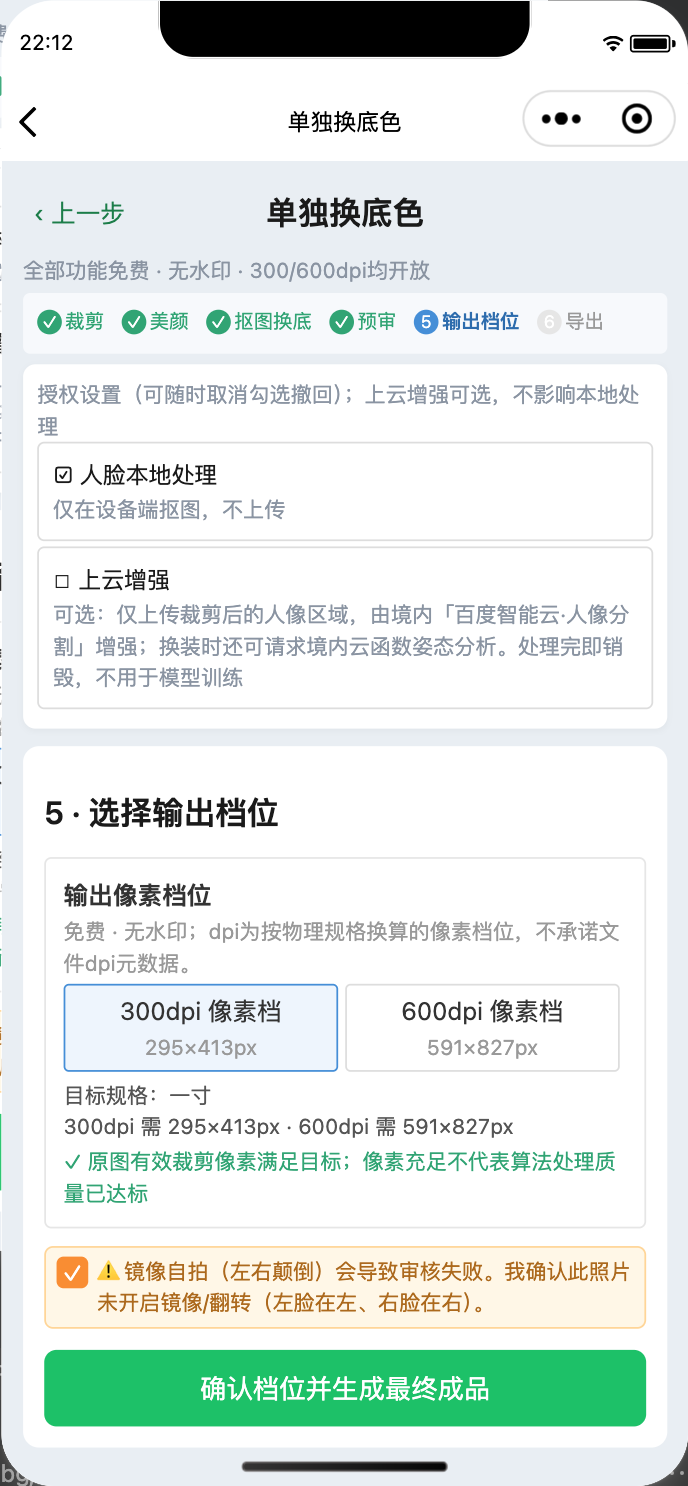 22:12
单独换底色
‹ 上一步
单独换底色
全部功能免费 · 无水印 · 300/600dpi均开放
裁剪 美颜 抠图换底 预审 5 输出档位 6 导出
授权设置（可随时取消勾选撤回）；上云增强可选，不影响本地处
理
人脸本地处理
仅在设备端抠图，不上传
上云增强
可选：仅上传裁剪后的人像区域，由境内「百度智能云·人像分
割」增强；换装时还可请求境内云函数姿态分析。处理完即销
毁，不用于模型训练
5 · 选择输出档位
输出像素档位
免费 · 无水印；dpi为按物理规格换算的像素档位，不承诺文
件dpi元数据。
300dpi 像素档
295×413px
600dpi 像素档
591×827px
目标规格：一寸
300dpi 需 295×413px · 600dpi 需 591×827px
✓ 原图有效裁剪像素满足目标；像素充足不代表算法处理质
量已达标
⚠️ 镜像自拍（左右颠倒）会导致审核失败。我确认此照片
未开启镜像/翻转（左脸在左、右脸在右）。
确认档位并生成最终成品